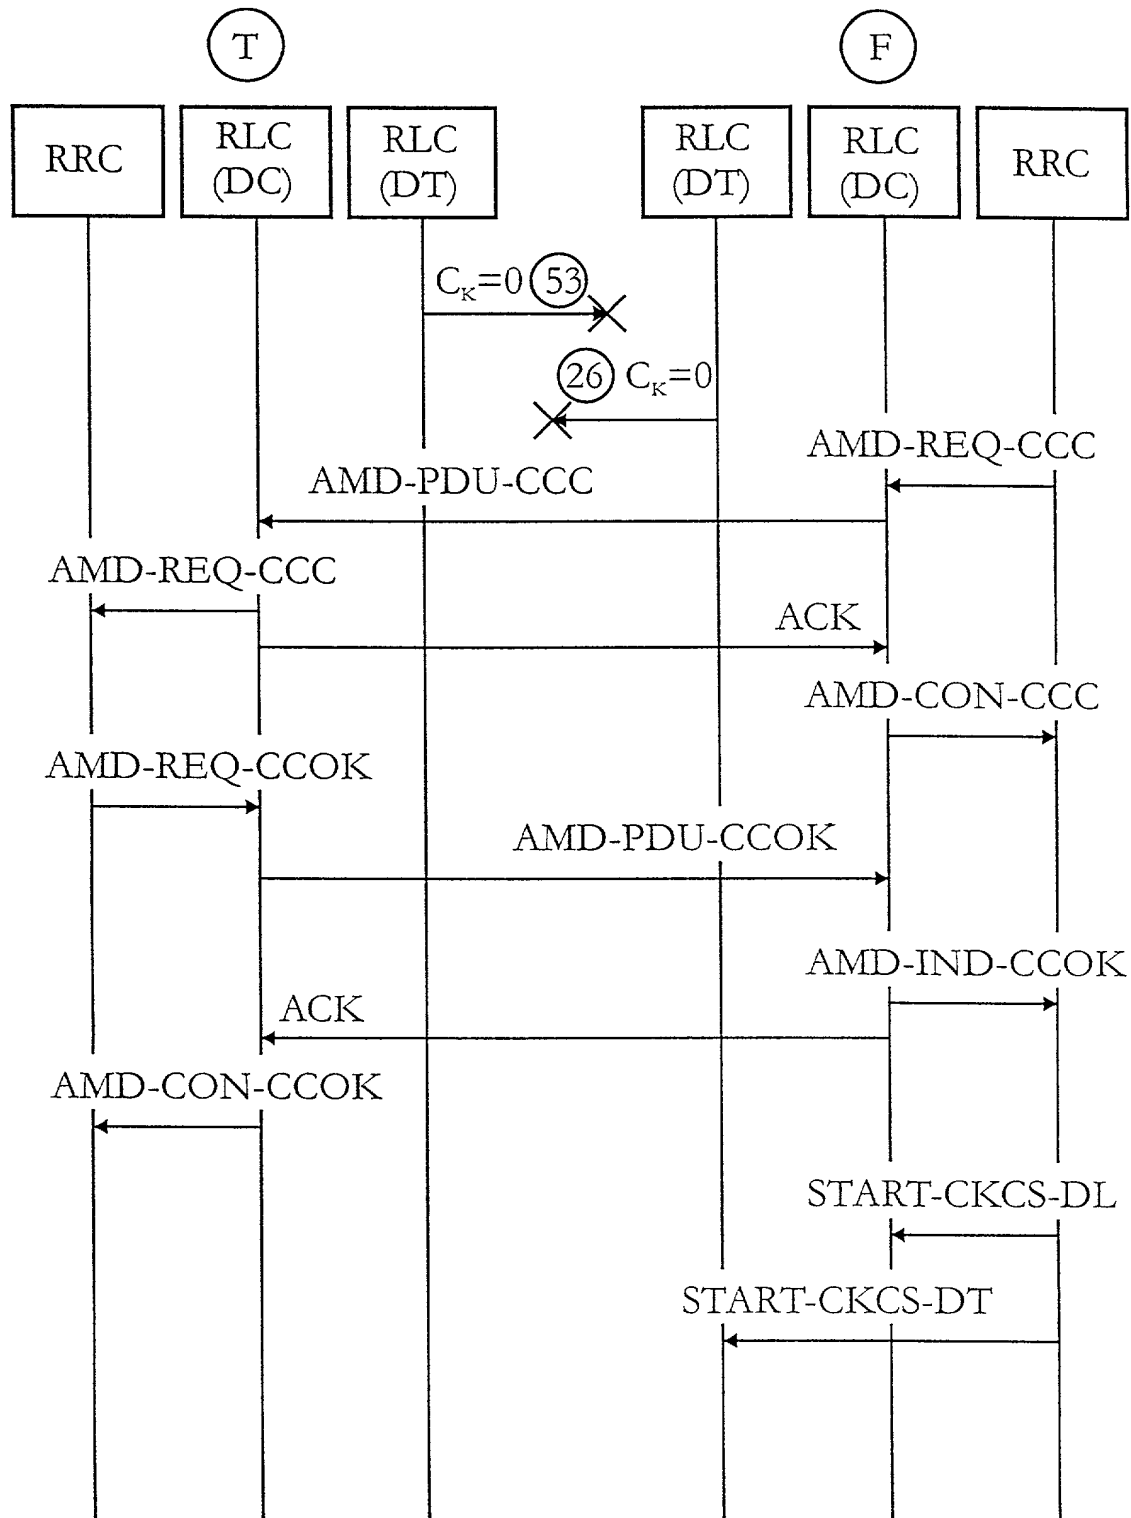 T F
RRC RLC (DC) RLC (DT) RLC (DT) RLC (DC) RRC
C_K=0 53
26 C_K=0
AMD-REQ-CCC
AMD-PDU-CCC
AMD-REQ-CCC
ACK
AMD-CON-CCC
AMD-REQ-CCOK
AMD-PDU-CCOK
AMD-IND-CCOK
ACK
AMD-CON-CCOK
START-CKCS-DL
START-CKCS-DT